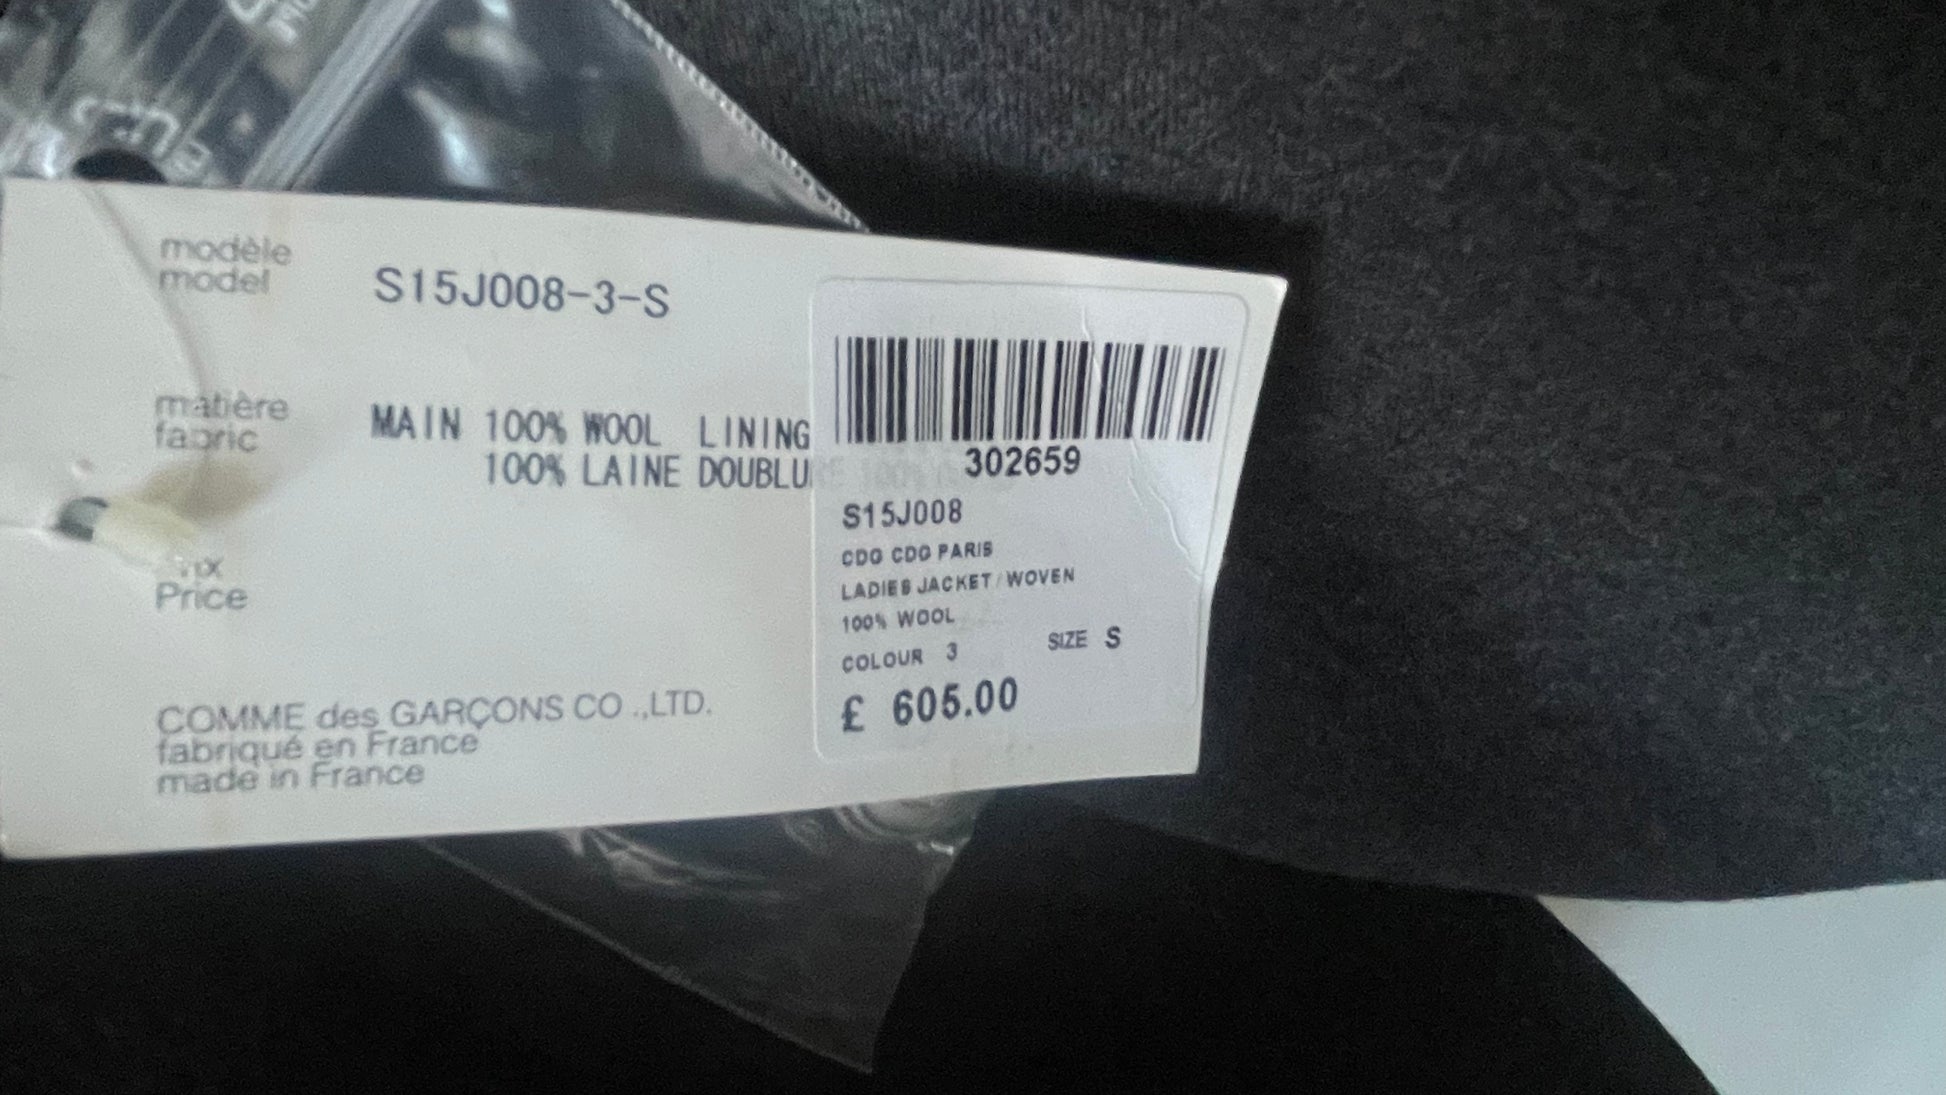 modèle
model
S15J008-3-S
matière
fabric
MAIN 100% WOOL LINING
100% LAINE DOUBLU
Price
COMME des GARÇONS CO .,LTD.
fabriqué en France
made in France
302659
S15J008
CDG CDG PARIS
LADIES JACKET/WOVEN
100% WOOL
COLOUR 3 SIZE S
£ 605.00